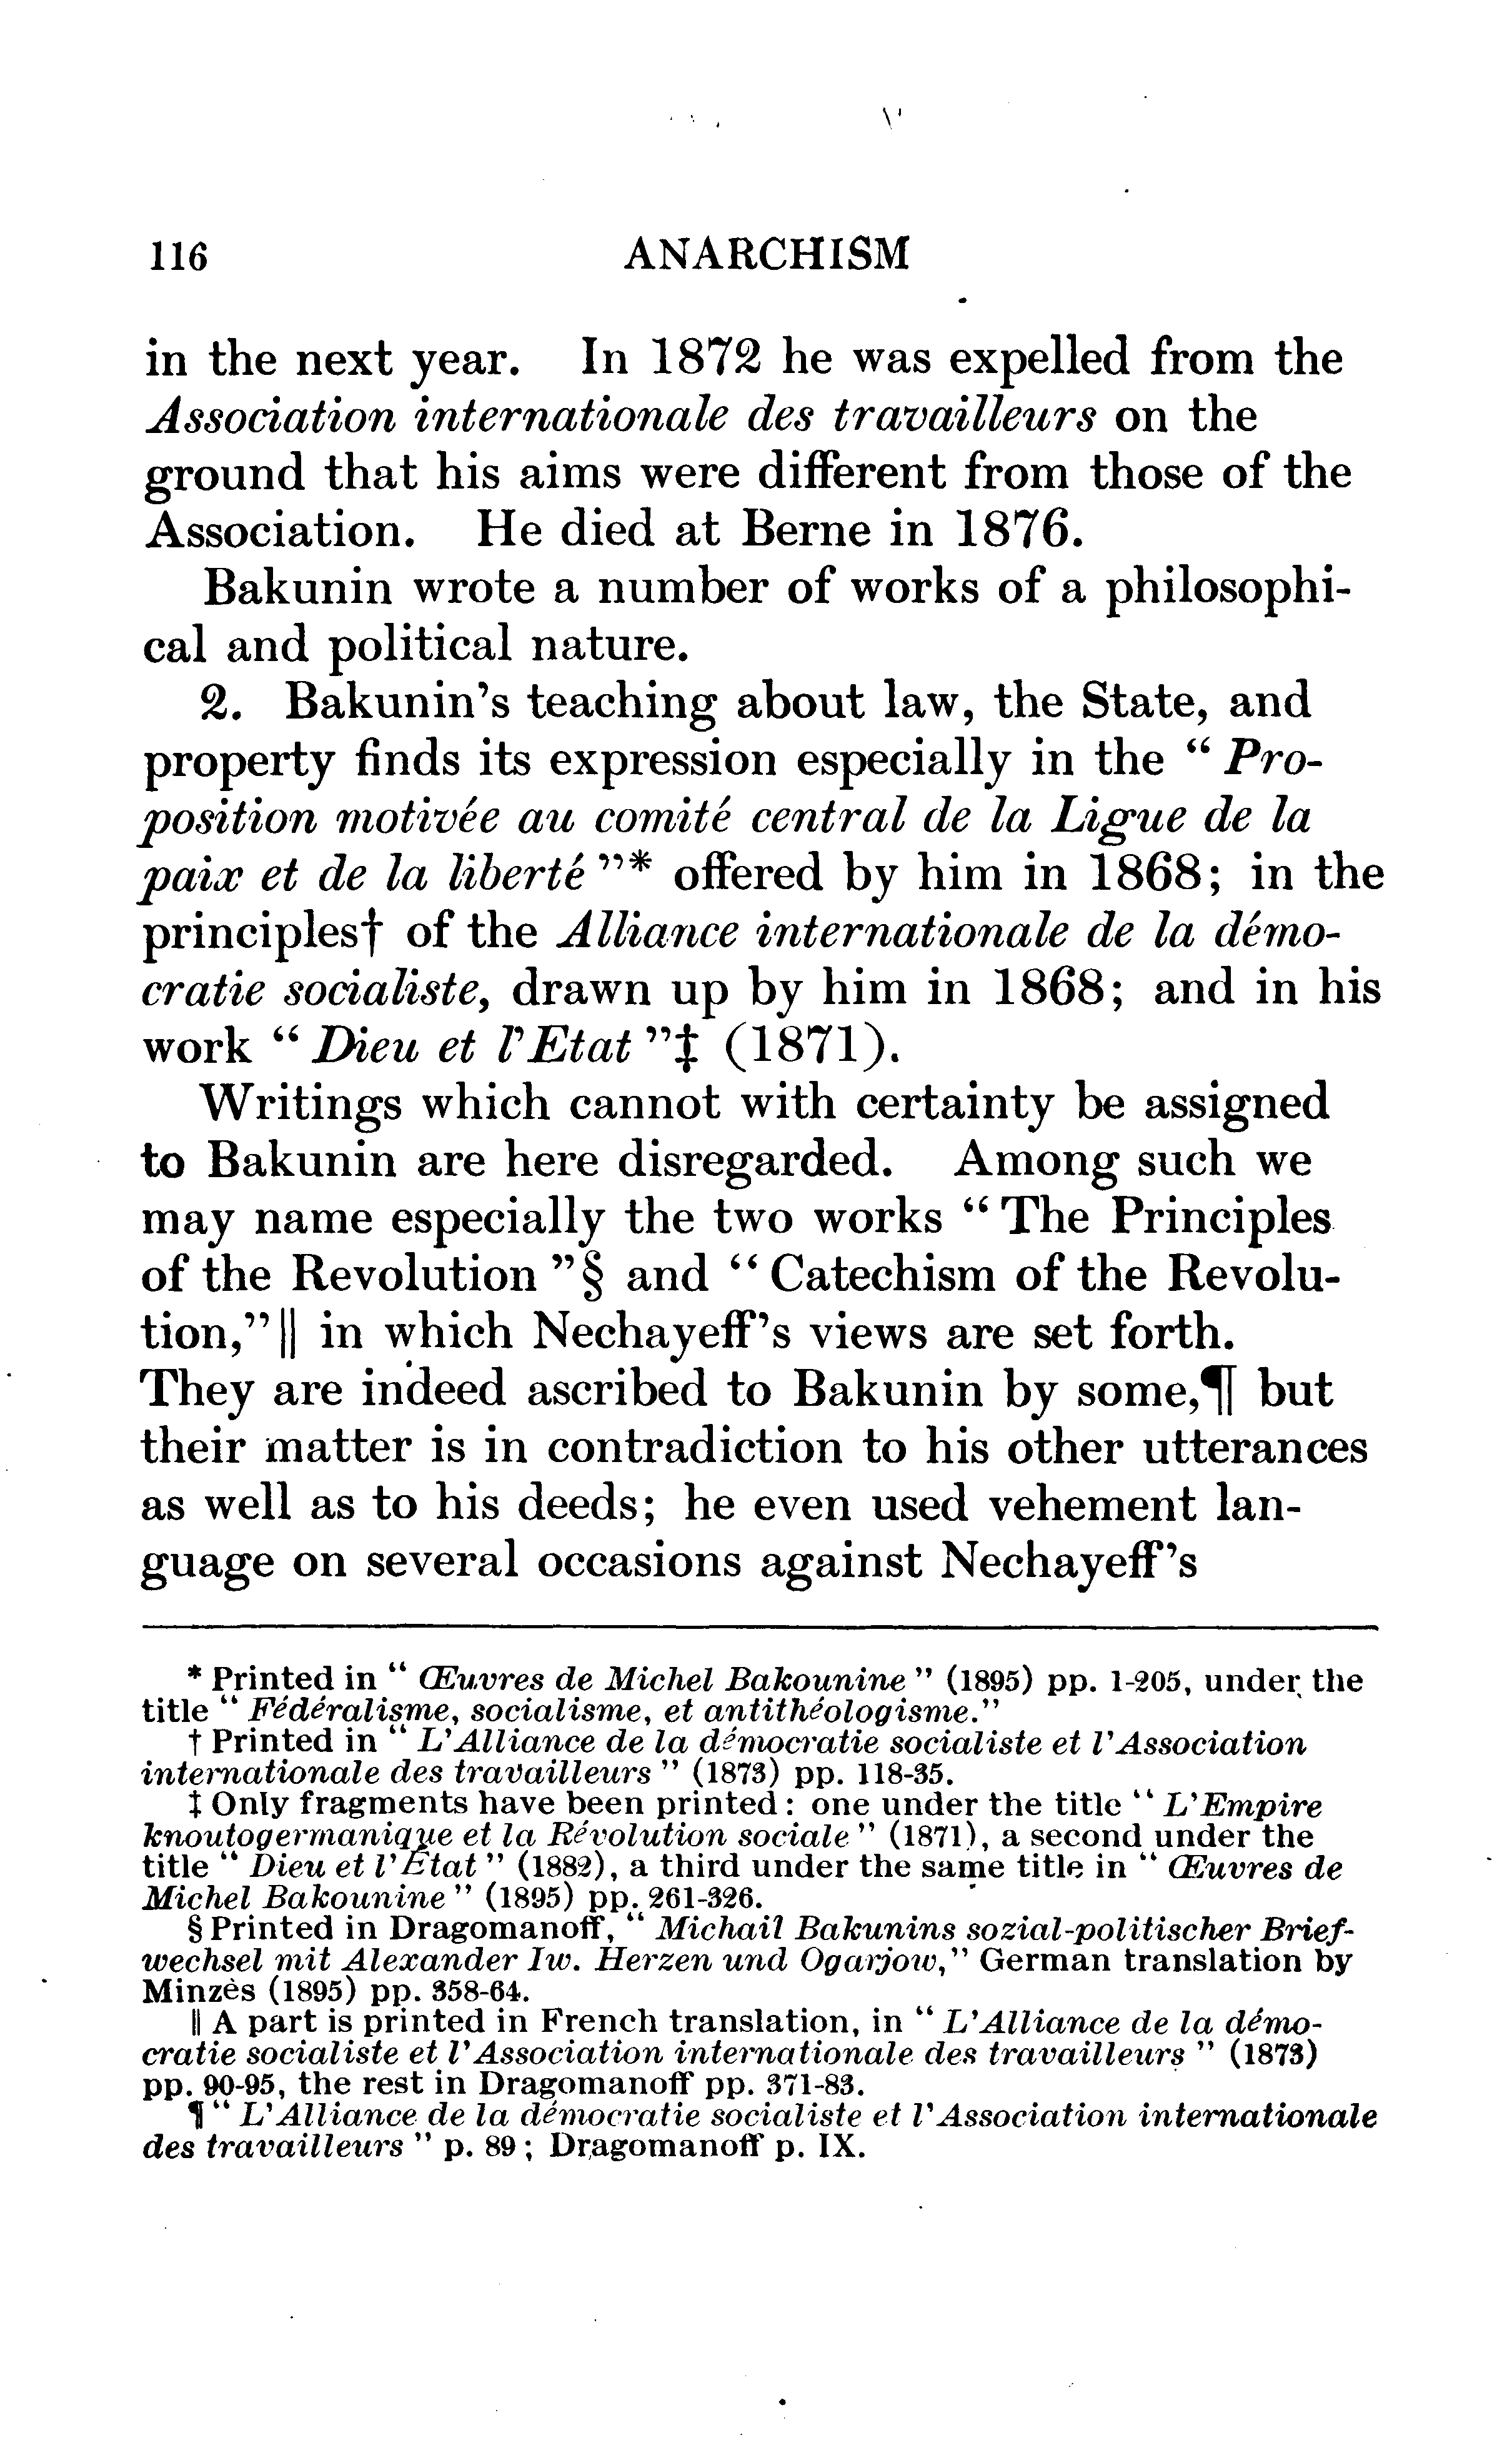 116 ANARCHISM
in the next year. In 1872 he was expelled from the
Association internationale des travailleurs on the
ground that his aims were different from those of the
Association. He died at Berne in 1876.
Bakunin wrote a number of works of a philosophi-
cal and political nature.
2. Bakunin's teaching about law, the State, and
property finds its expression especially in the “ Pro-
position motivée au comité central de la Ligue de la
paix et de la liberté ”* offered by him in 1868; in the
principles† of the Alliance internationale de la démo-
cratie socialiste, drawn up by him in 1868; and in his
work “ Dieu et l'Etat ”‡ (1871).
Writings which cannot with certainty be assigned
to Bakunin are here disregarded. Among such we
may name especially the two works “ The Principles
of the Revolution ”§ and “ Catechism of the Revolu-
tion,”‖ in which Nechayeff's views are set forth.
They are indeed ascribed to Bakunin by some,¶ but
their matter is in contradiction to his other utterances
as well as to his deeds; he even used vehement lan-
guage on several occasions against Nechayeff's
* Printed in “ Œuvres de Michel Bakounine ” (1895) pp. 1-205, under the
title “ Fédéralisme, socialisme, et antithéologisme.”
† Printed in “ L'Alliance de la démocratie socialiste et l'Association
internationale des travailleurs ” (1873) pp. 118-35.
‡ Only fragments have been printed: one under the title “ L'Empire
knoutogermanique et la Révolution sociale ” (1871), a second under the
title “ Dieu et l'État ” (1882), a third under the same title in “ Œuvres de
Michel Bakounine ” (1895) pp. 261-326.
§ Printed in Dragomanoff, “ Michail Bakunins sozial-politischer Brief-
wechsel mit Alexander Iw. Herzen und Ogarjow,” German translation by
Minzès (1895) pp. 358-64.
‖ A part is printed in French translation, in “ L'Alliance de la démo-
cratie socialiste et l'Association internationale des travailleurs ” (1873)
pp. 90-95, the rest in Dragomanoff pp. 371-83.
¶ “ L'Alliance de la démocratie socialiste et l'Association internationale
des travailleurs ” p. 89; Dragomanoff p. IX.